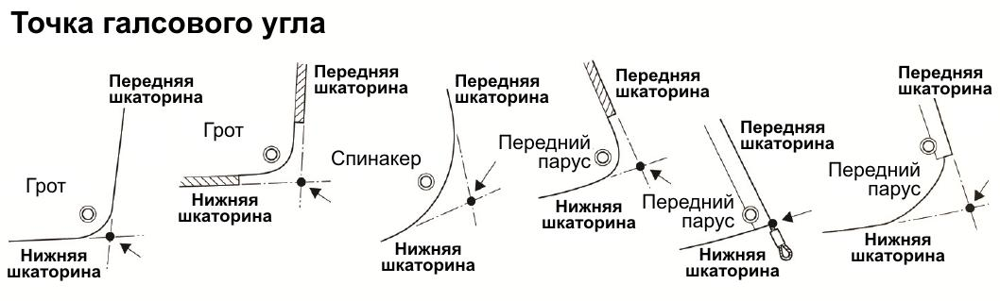 Точка галсового угла
Передняя
шкаторина
Грот
Нижняя
шкаторина
Передняя
шкаторина
Грот
Нижняя
шкаторина
Передняя
шкаторина
Спинакер
Нижняя
шкаторина
Передняя
шкаторина
Передний
парус
Нижняя
шкаторина
Передняя
шкаторина
Передний
парус
Нижняя
шкаторина
Передняя
шкаторина
Передний
парус
Нижняя
шкаторина